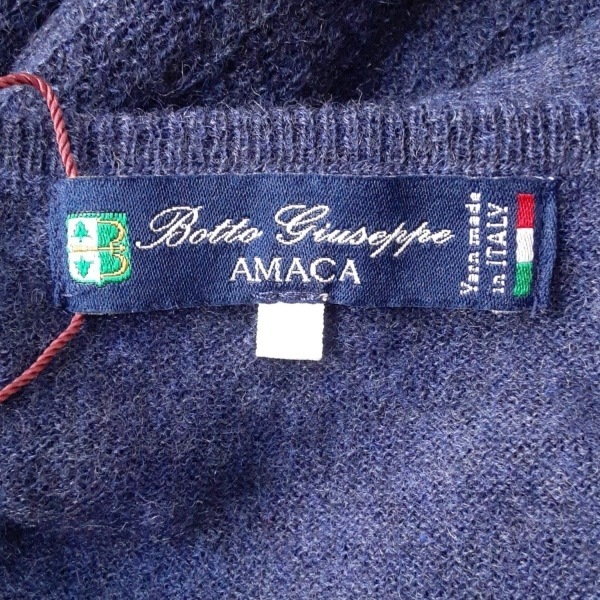 Botto Giuseppe
AMACA
Yarn made
in ITALY